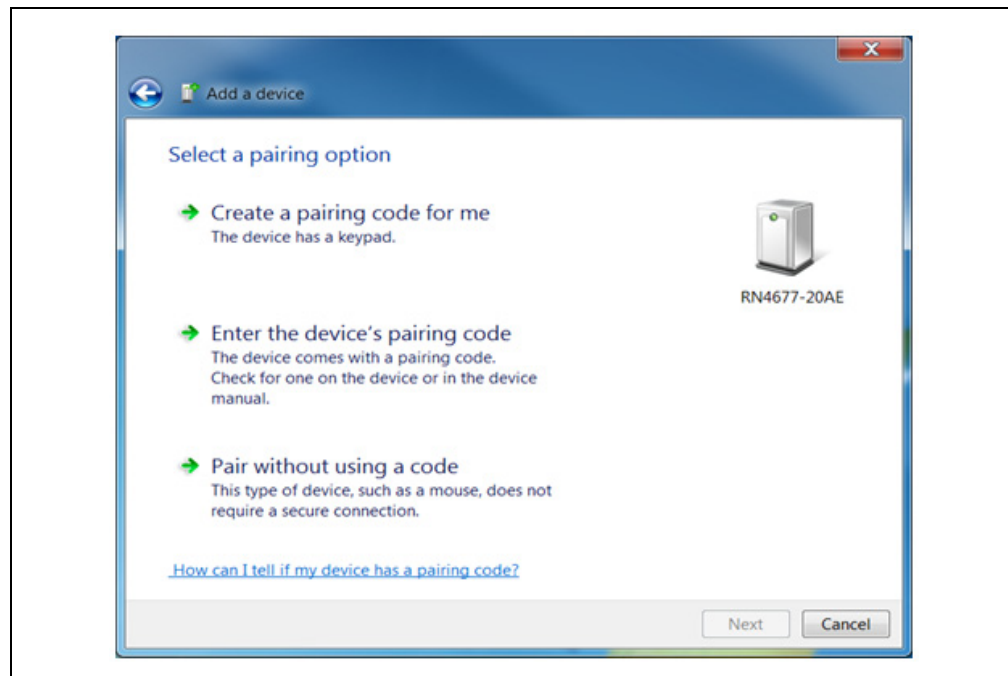 Add a device
Select a pairing option
Create a pairing code for me
The device has a keypad.
RN4677-20AE
Enter the device's pairing code
The device comes with a pairing code.
Check for one on the device or in the device
manual.
Pair without using a code
This type of device, such as a mouse, does not
require a secure connection.
How can I tell if my device has a pairing code?
Next
Cancel